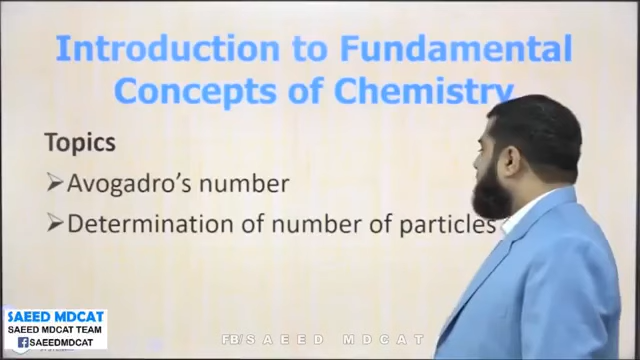 Introduction to Fundamental
Concepts of Chemistry
Topics
➢Avogadro's number
➢Determination of number of particles
SAEED MDCAT
SAEED MDCAT TEAM
SAEEDMDCAT
FB/SAEED MDCAT